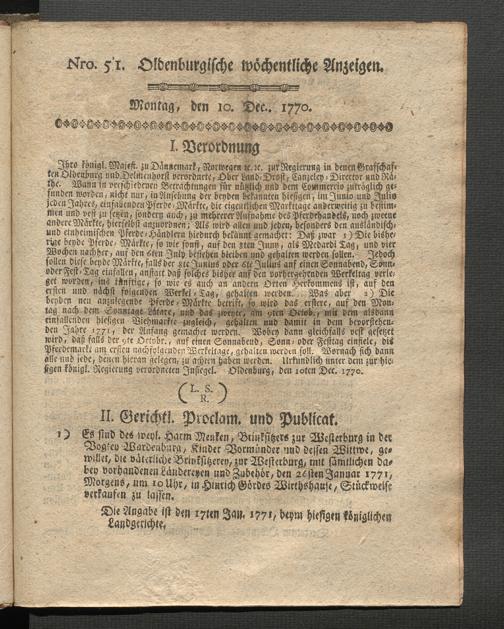 Nro. 51. Oldenburgische wöchentliche Anzeigen.
Montag, den 10. Dec. 1770.
I. Verordnung
Ihro königl. Majest. zu Dännemark, Norwegen ꝛc. ꝛc. zur Regierung in denen Grafschaf-
ten Oldenburg und Delmenhorst verordnete, Ober Land-Drost, Canzeley-Director und Rä-
the. Wann in verschiedenen Betrachtungen für nützlich und dem Commercio zuträglich ge-
funden worden, nicht nur, in Ansehung der beyden bekannten hiesigen, im Junio und Julio
jeden Jahres, einfallenden Pferde-Märkte, die eigentlichen Markttage anderweitig zu bestim-
men und vest zu setzen, sondern auch, zu mehrerer Aufnahme des Pferdehandels, noch zweene
andere Märkte, hieselbst anzuordnen; Als wird allen und jeden, besonders den ausländisch-
und einheimischen Pferde-Händlern hiedurch bekannt gemachet: Daß zwar 1) Die bishe-
rige beyde Pferde-Märkte, so wie sonst, auf den 8ten Juny, als Medardi Tag, und vier
Wochen nachher, auf den 6ten July bestehen bleiben und gehalten werden sollen. Jedoch
sollen diese beyde Märkte, falls der 8te Junius oder 6te Julius auf einen Sonnabend, Sonn-
oder Fest-Tag einfallen, anstatt daß solches bisher auf den vorhergehenden Werkeltag verle-
get worden, ins künftige, so wie es auch an andern Orten Herkommens ist, auf den
ersten und nächst folgenden Werkel-Tag, gehalten werden. Was aber 2) Die
beyden neu anzulegende Pferde-Märkte betrift, so wird das erstere, auf den Mon-
tag nach dem Sonntage Lätare, und das zweyte, am 9ten Octob. mit dem alsdann
einfallenden hiesigen Viehmarkte zugleich, gehalten und damit in dem bevorstehen-
den Jahre 1771, der Anfang gemachet werden. Wobey dann gleichfalls vest gesetzet
wird, daß falls der 9te Octobr. auf einen Sonnabend, Sonn- oder Festtag einfiele, dis
Pferdemarkt am ersten nachfolgenden Werkeltage, gehalten werden soll. Wornach sich dann
alle und jede, denen hieran gelegen, zu achten haben werden. Urkundlich unter dem zur hie-
sigen königl. Regierung verordneten Insiegel. Oldenburg, den 10ten Dec. 1770.
(L. S.
R.)
II. Gerichtl. Proclam. und Publicat.
1) Es sind des weyl. Harm Menken, Brinksitzers zur Westerburg in der
Vogtey Wardenburg, Kinder Vormünder und dessen Wittwe, ge-
willet, die väterliche Brinksitzerey, zur Westerburg, mit sämtlichen da-
bey vorhandenen Ländereyen und Zubehör, den 26sten Januar 1771,
Morgens, um 10 Uhr, in Hinrich Gördes Wirthshause, Stückweise
verkaufen zu lassen.
Die Angabe ist den 17ten Jan. 1771, beym hiesigen königlichen
Landgerichte.